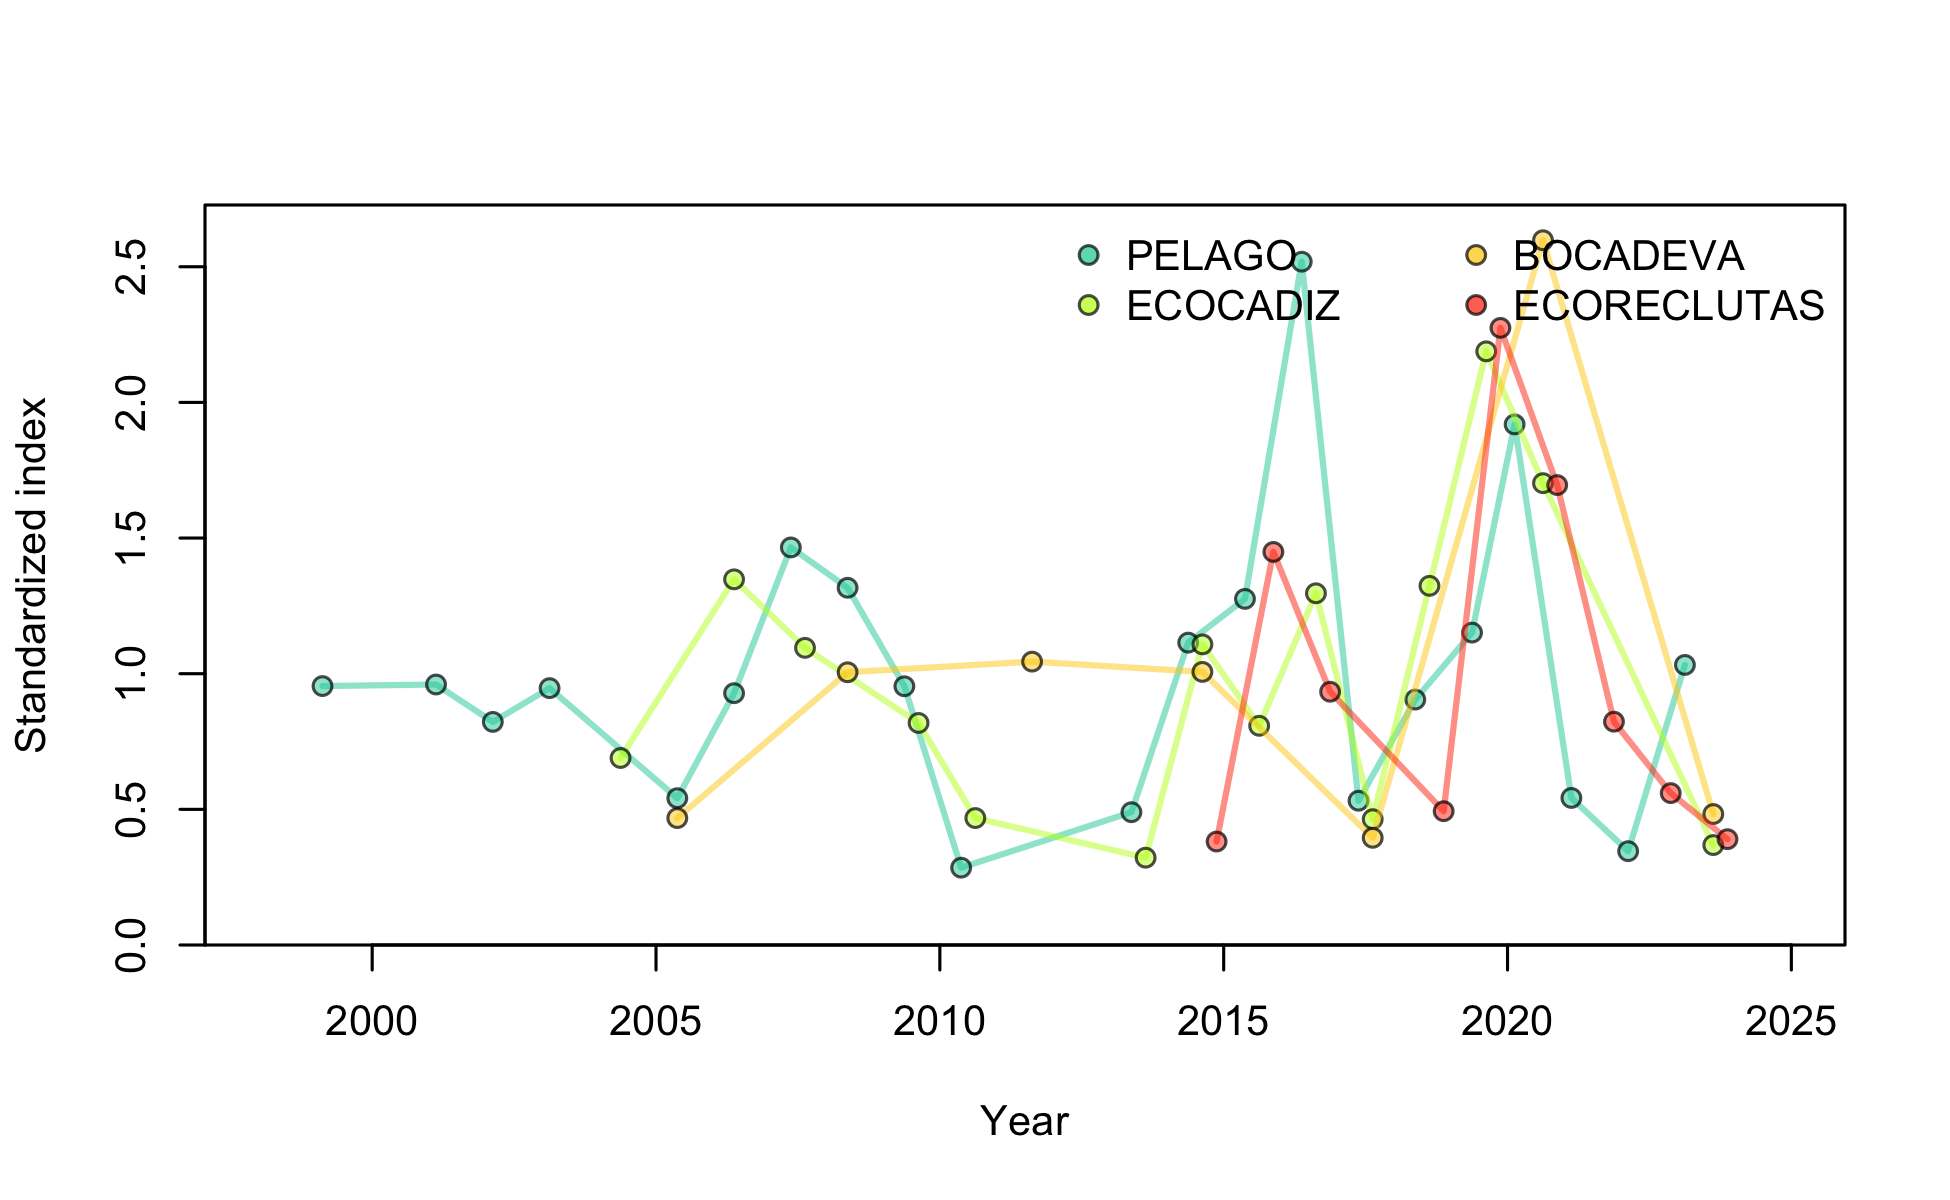 PELAGO BOCADEVA
ECOCADIZ ECORECLUTAS
Standardized index
2.5
2.0
1.5
1.0
0.5
0.0
2000 2005 2010 2015 2020 2025
Year